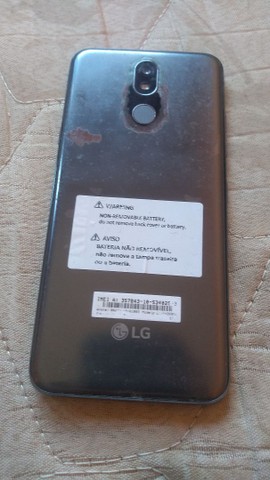 WARNING
NON-REMOVABLE BATTERY,
do not remove back cover or battery.
AVISO
BATERIA NÃO REMOVÍVEL,
não remova a tampa traseira
ou a bateria.
LG